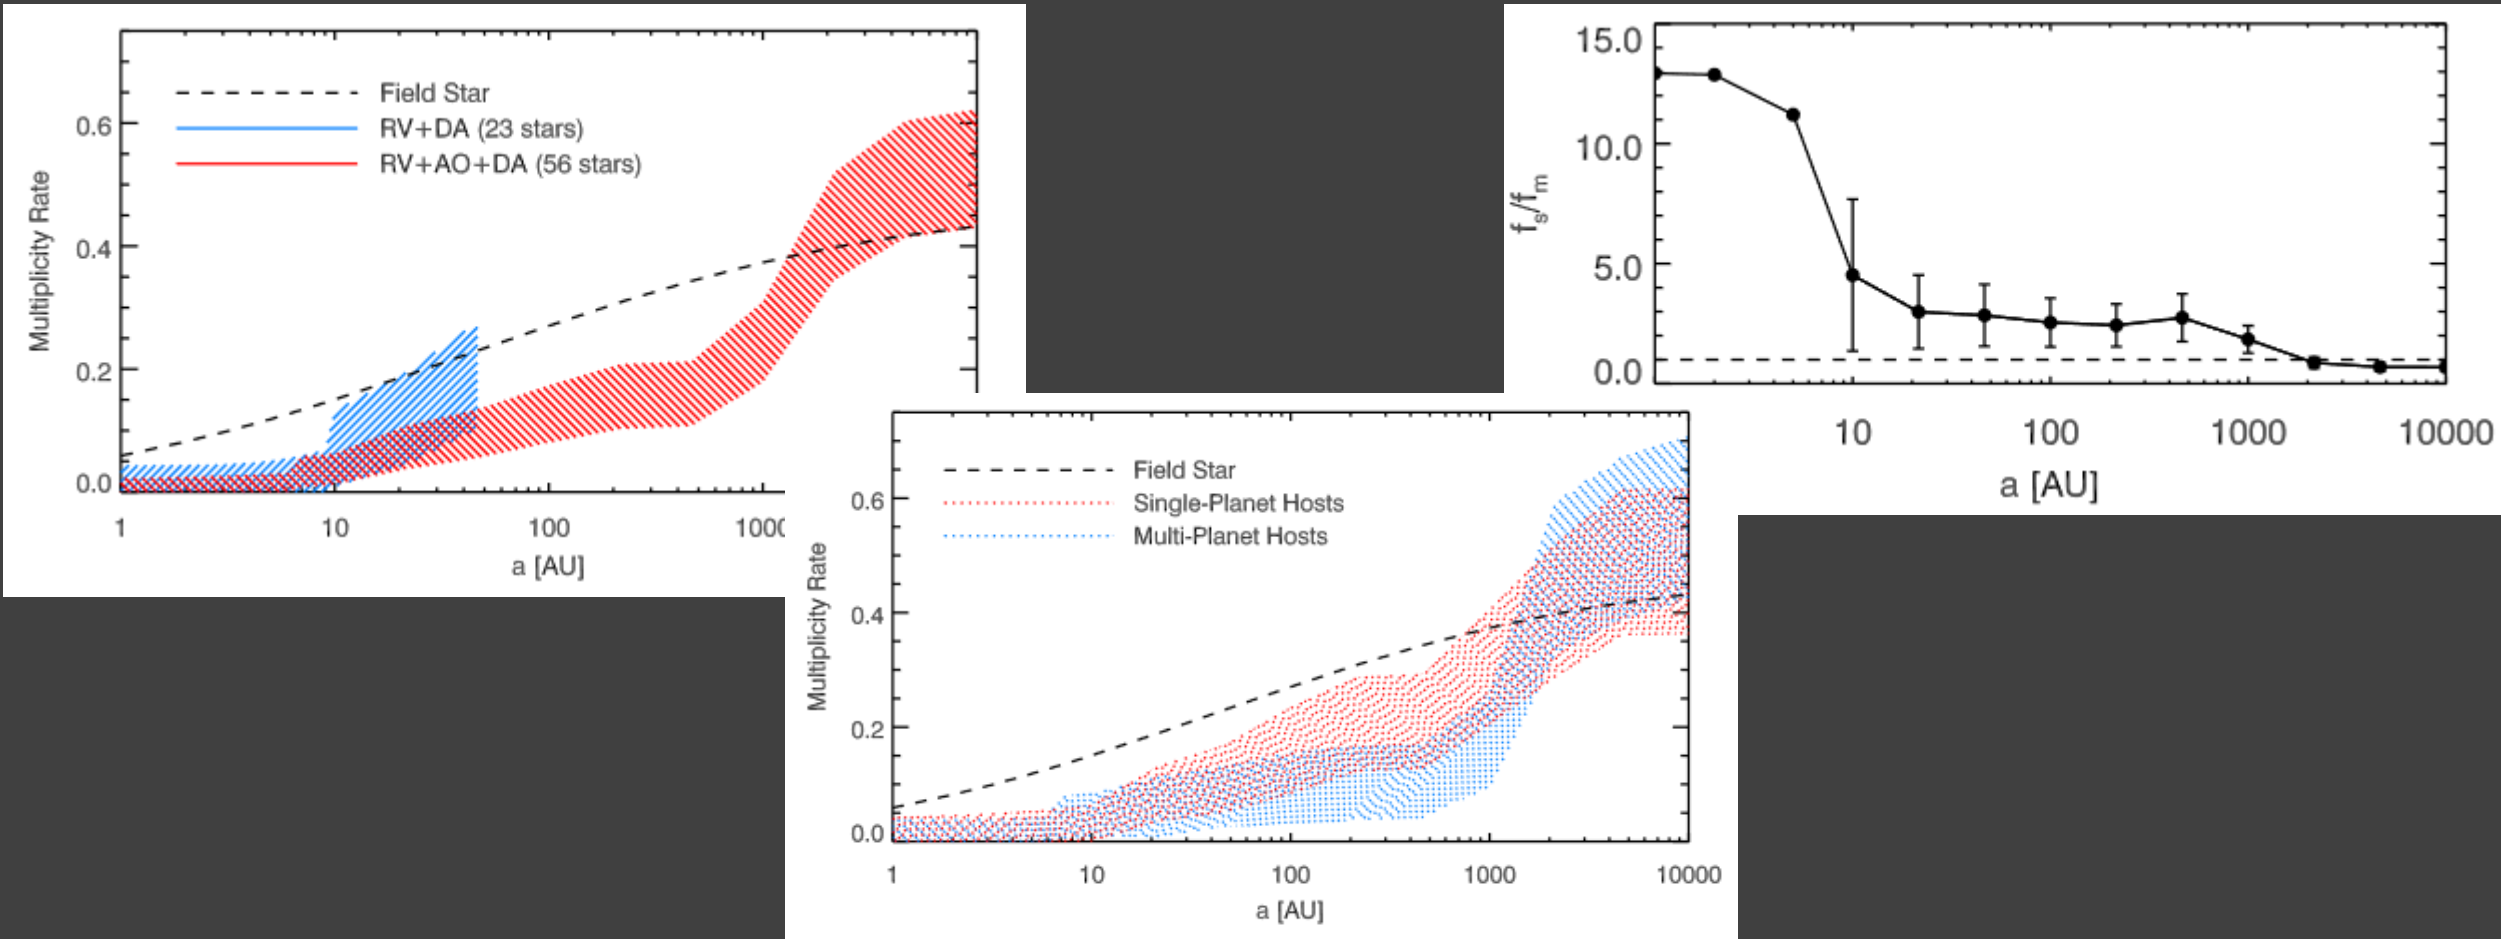 Field Star
RV+DA (23 stars)
RV+AO+DA (56 stars)
Multiplicity Rate
0.6
0.4
0.2
0.0
1
10
100
1000
a [AU]
15.0
10.0
5.0
0.0
fs/fm
10
100
1000
10000
a [AU]
Field Star
Single-Planet Hosts
Multi-Planet Hosts
Multiplicity Rate
0.6
0.4
0.2
0.0
1
10
100
1000
10000
a [AU]